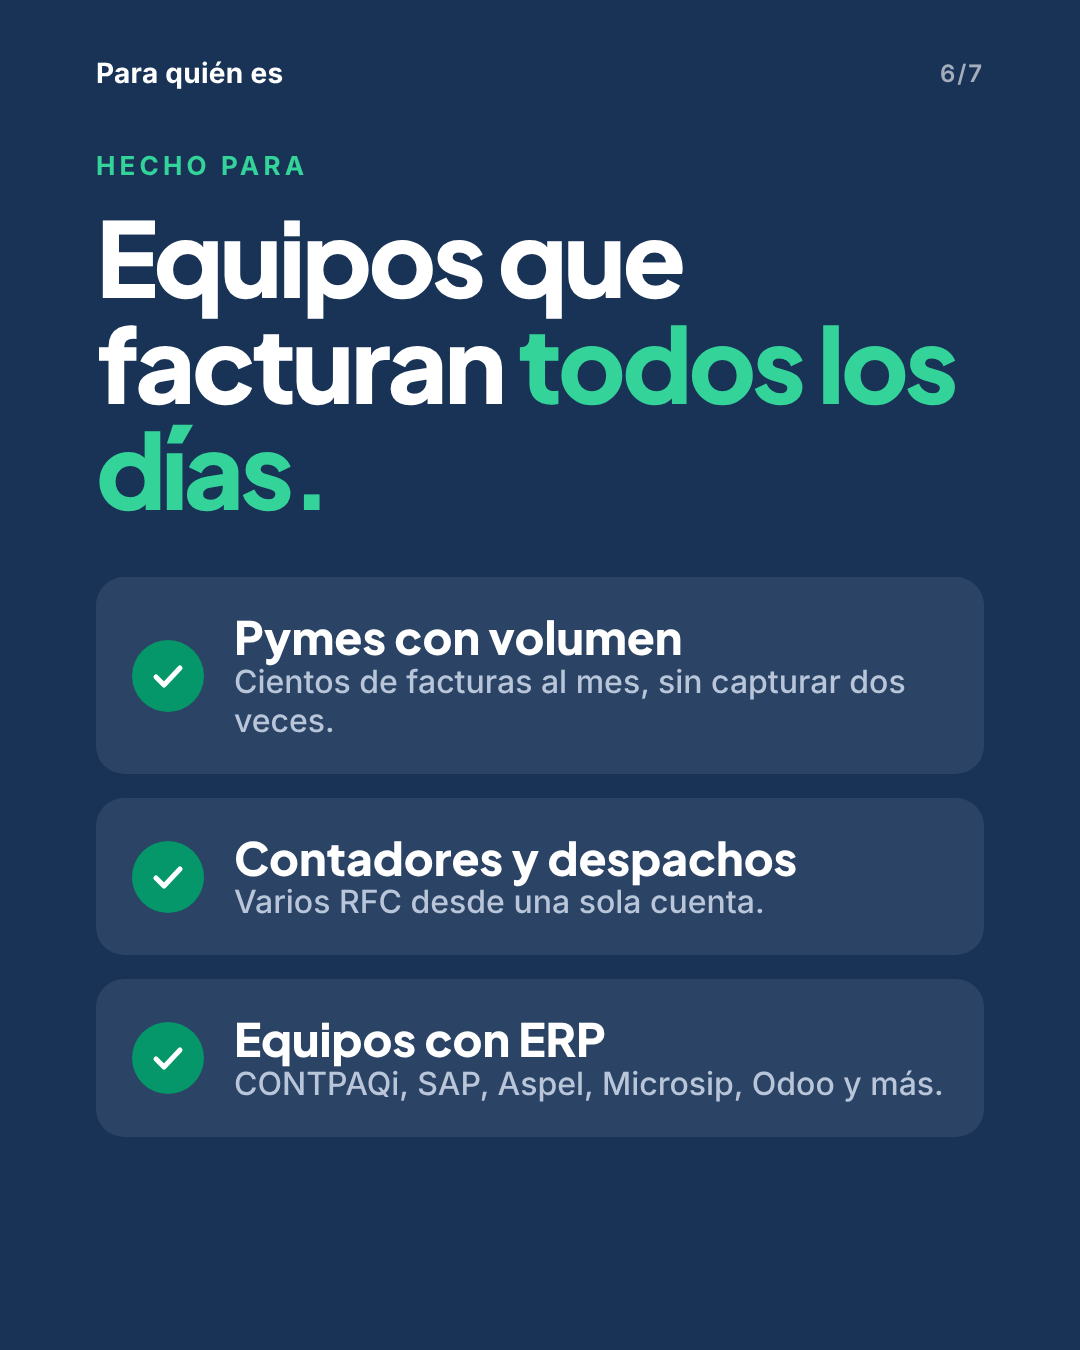 Para quién es
6/7
HECHO PARA
Equipos que
facturan todos los
días.
Pymes con volumen
Cientos de facturas al mes, sin capturar dos
veces.
Contadores y despachos
Varios RFC desde una sola cuenta.
Equipos con ERP
CONTPAQi, SAP, Aspel, Microsip, Odoo y más.